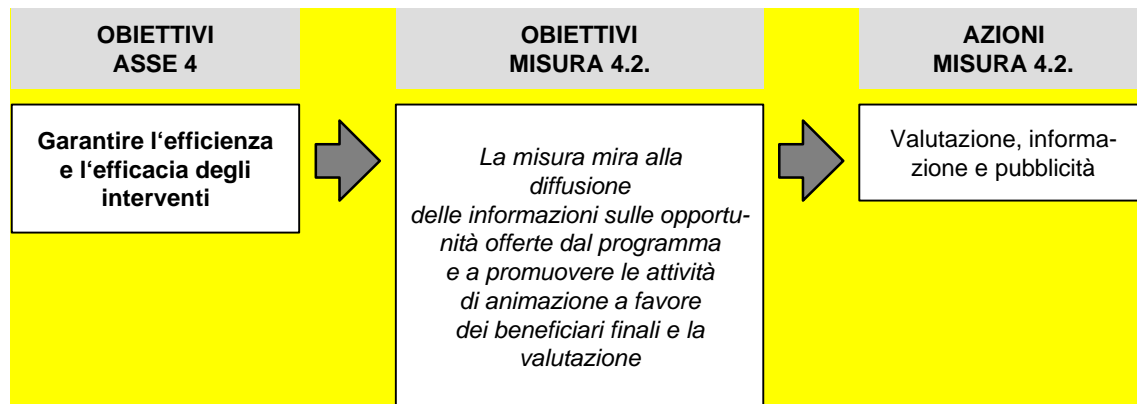 OBIETTIVI
ASSE 4
OBIETTIVI
MISURA 4.2.
AZIONI
MISURA 4.2.
Garantire l‘efficienza
e l‘efficacia degli
interventi
La misura mira alla
diffusione
delle informazioni sulle opportu-
nità offerte dal programma
e a promuovere le attività
di animazione a favore
dei beneficiari finali e la
valutazione
Valutazione, informa-
zione e pubblicità